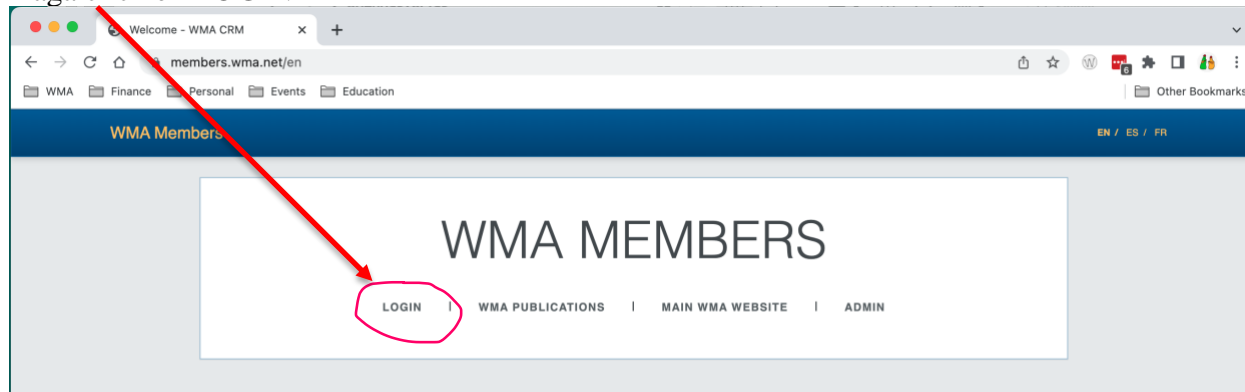 Welcome - WMA CRM
members.wma.net/en
6
WMA Finance Personal Events Education Other Bookmarks
WMA Members EN / ES / FR
WMA MEMBERS
LOGIN | WMA PUBLICATIONS | MAIN WMA WEBSITE | ADMIN